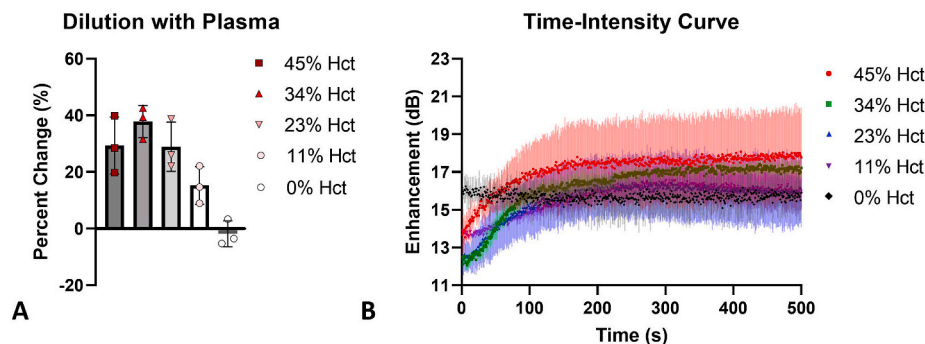 Dilution with Plasma
Percent Change (%)
60
40
20
0
-20
45% Hct
34% Hct
23% Hct
11% Hct
0% Hct
A
Time-Intensity Curve
Enhancement (dB)
23
21
19
17
15
13
11
0
100
200
300
400
500
Time (s)
45% Hct
34% Hct
23% Hct
11% Hct
0% Hct
B